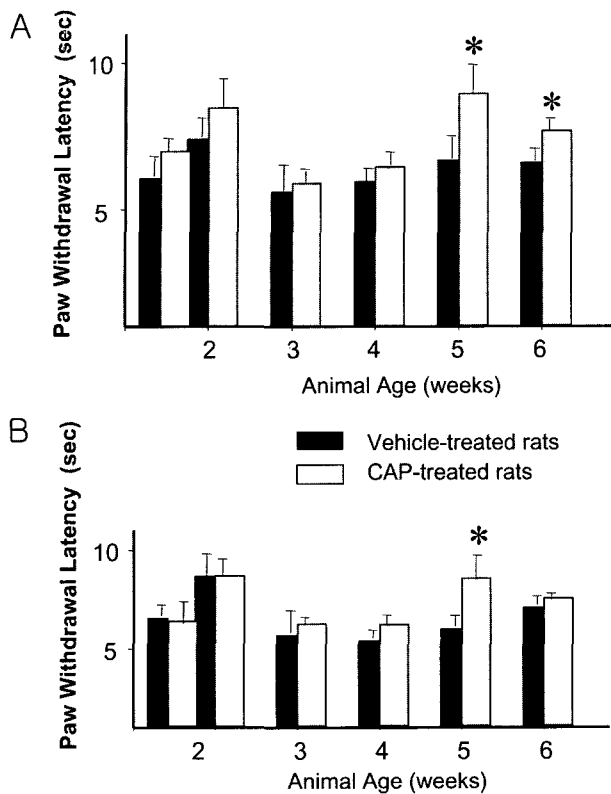 A
Paw Withdrawal Latency (sec)
10
5
*
*
2 3 4 5 6
Animal Age (weeks)
B
Vehicle-treated rats
CAP-treated rats
Paw Withdrawal Latency (sec)
10
5
*
2 3 4 5 6
Animal Age (weeks)